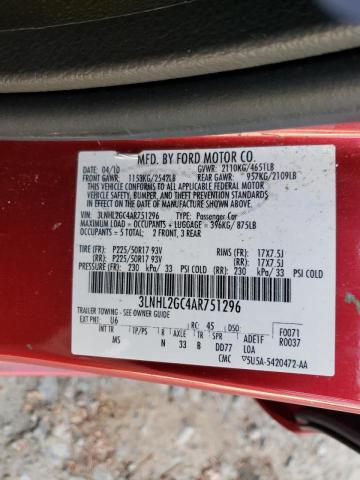 MFD. BY FORD MOTOR CO.
DATE: 04/10 GVWR: 2110KG/4651LB
FRONT GAWR: 1153KG/2542LB REAR GAWR: 957KG/2109LB
THIS VEHICLE CONFORMS TO ALL APPLICABLE FEDERAL MOTOR
VEHICLE SAFETY, BUMPER, AND THEFT PREVENTION STANDARDS
IN EFFECT ON THE DATE OF MANUFACTURE SHOWN ABOVE.
VIN: 3LNHL2GC4AR751296 TYPE: Passenger Car
MAXIMUM LOAD = OCCUPANTS + LUGGAGE = 396KG/875LB
OCCUPANTS = 5 TOTAL: 2 FRONT, 3 REAR
TIRE (FR): P225/50R17 93V RIMS (FR): 17X7.5J
(RR): P225/50R17 93V (RR): 17X7.5J
PRESSURE (FR): 230 kPa/ 33 PSI COLD (RR): 230 kPa/ 33 PSI COLD
3LNHL2GC4AR751296
TRAILER TOWING - SEE OWNER GUIDE
EXT PNT: U6 RC: 45 DSO: F0071
INT TR TP/PS R AXLE TR SPR ADE1F R0037
MS N 33 B DD77 LOA
CMC ▽5U5A-5420472-AA